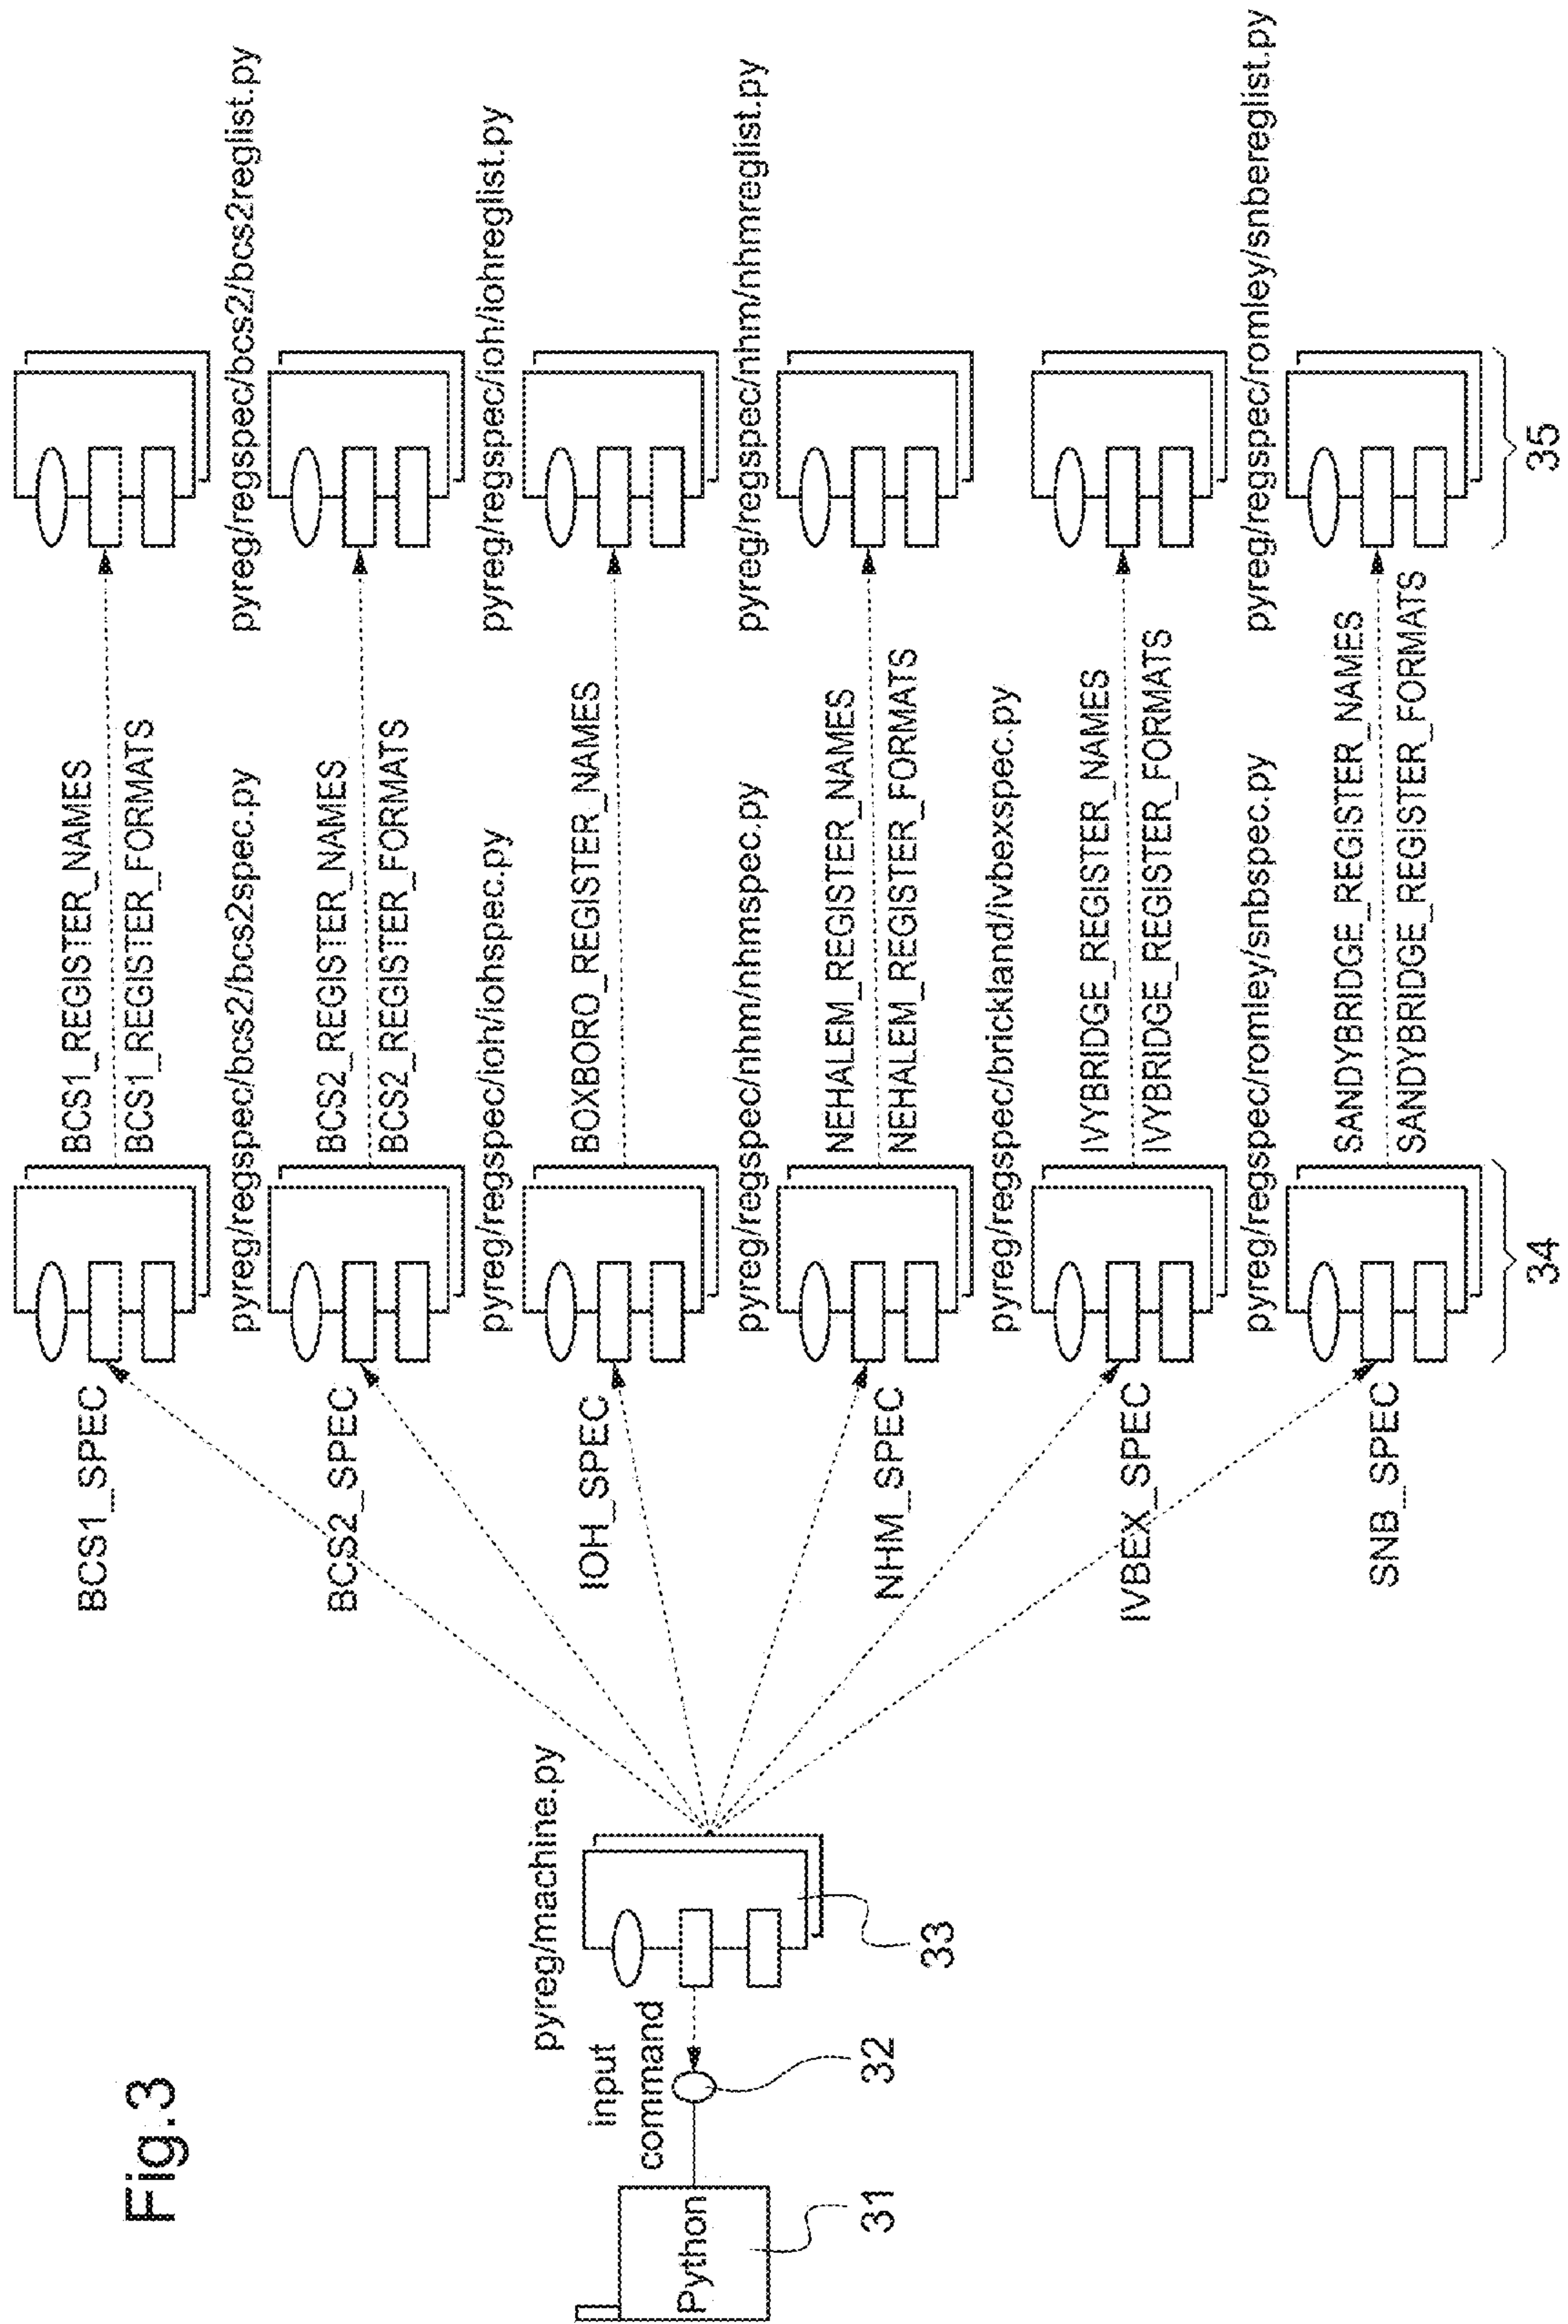 Fig.3
Python
31
input
command
32
pyreg/machine.py
33
BCS1_SPEC
BCS1_REGISTER_NAMES
BCS1_REGISTER_FORMATS
pyreg/regspec/bcs2/bcs2spec.py
pyreg/regspec/bcs2/bcs2reglist.py
BCS2_SPEC
BCS2_REGISTER_NAMES
BCS2_REGISTER_FORMATS
pyreg/regspec/ioh/iohspec.py
pyreg/regspec/ioh/iohreglist.py
IOH_SPEC
BOXBORO_REGISTER_NAMES
pyreg/regspec/nhm/nhmspec.py
pyreg/regspec/nhm/nhmreglist.py
NHM_SPEC
NEHALEM_REGISTER_NAMES
NEHALEM_REGISTER_FORMATS
pyreg/regspec/brickland/ivbexspec.py
IVBEX_SPEC
IVYBRIDGE_REGISTER_NAMES
IVYBRIDGE_REGISTER_FORMATS
pyreg/regspec/romley/snbspec.py
pyreg/regspec/romley/snbereglist.py
SNB_SPEC
SANDYBRIDGE_REGISTER_NAMES
SANDYBRIDGE_REGISTER_FORMATS
34
35